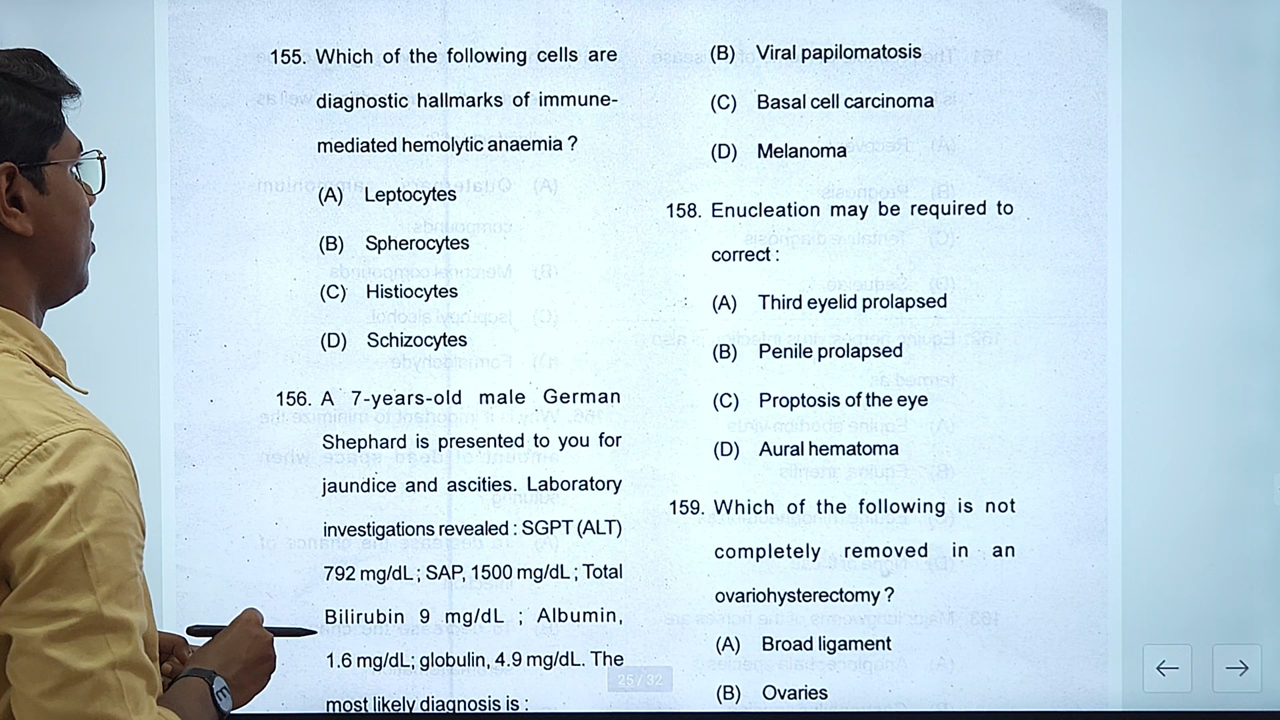 155. Which of the following cells are
diagnostic hallmarks of immune-
mediated hemolytic anaemia ?
(A) Leptocytes
(B) Spherocytes
(C) Histiocytes
(D) Schizocytes
156. A 7-years-old male German
Shephard is presented to you for
jaundice and ascities. Laboratory
investigations revealed : SGPT (ALT)
792 mg/dL ; SAP, 1500 mg/dL ; Total
Bilirubin 9 mg/dL ; Albumin,
1.6 mg/dL; globulin, 4.9 mg/dL. The
most likely diagnosis is :
(B) Viral papilomatosis
(C) Basal cell carcinoma
(D) Melanoma
158. Enucleation may be required to
correct :
(A) Third eyelid prolapsed
(B) Penile prolapsed
(C) Proptosis of the eye
(D) Aural hematoma
159. Which of the following is not
completely removed in an
ovariohysterectomy ?
(A) Broad ligament
(B) Ovaries
25 / 32